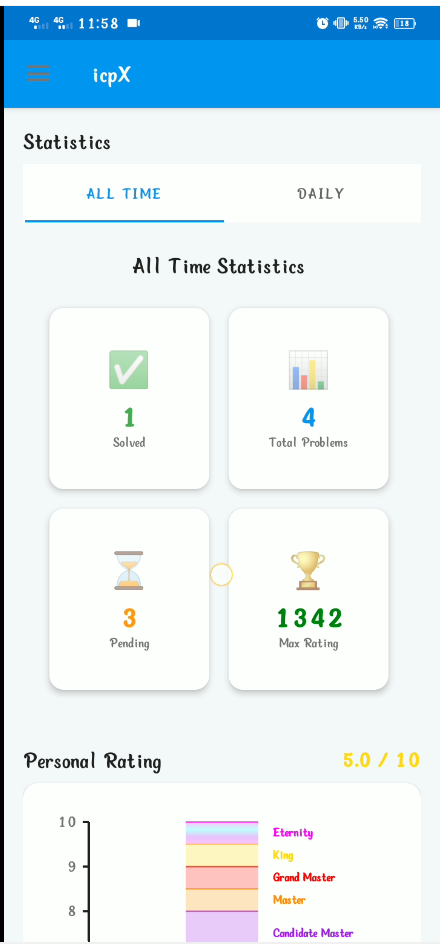 4G 4G 11:58 5.50 KB/s 18
icpX
Statistics
ALL TIME DAILY
All Time Statistics
1 4
Solved Total Problems
3 1342
Pending Max Rating
Personal Rating 5.0 / 10
10
Eternity
King
9
Grand Master
Master
8
Candidate Master